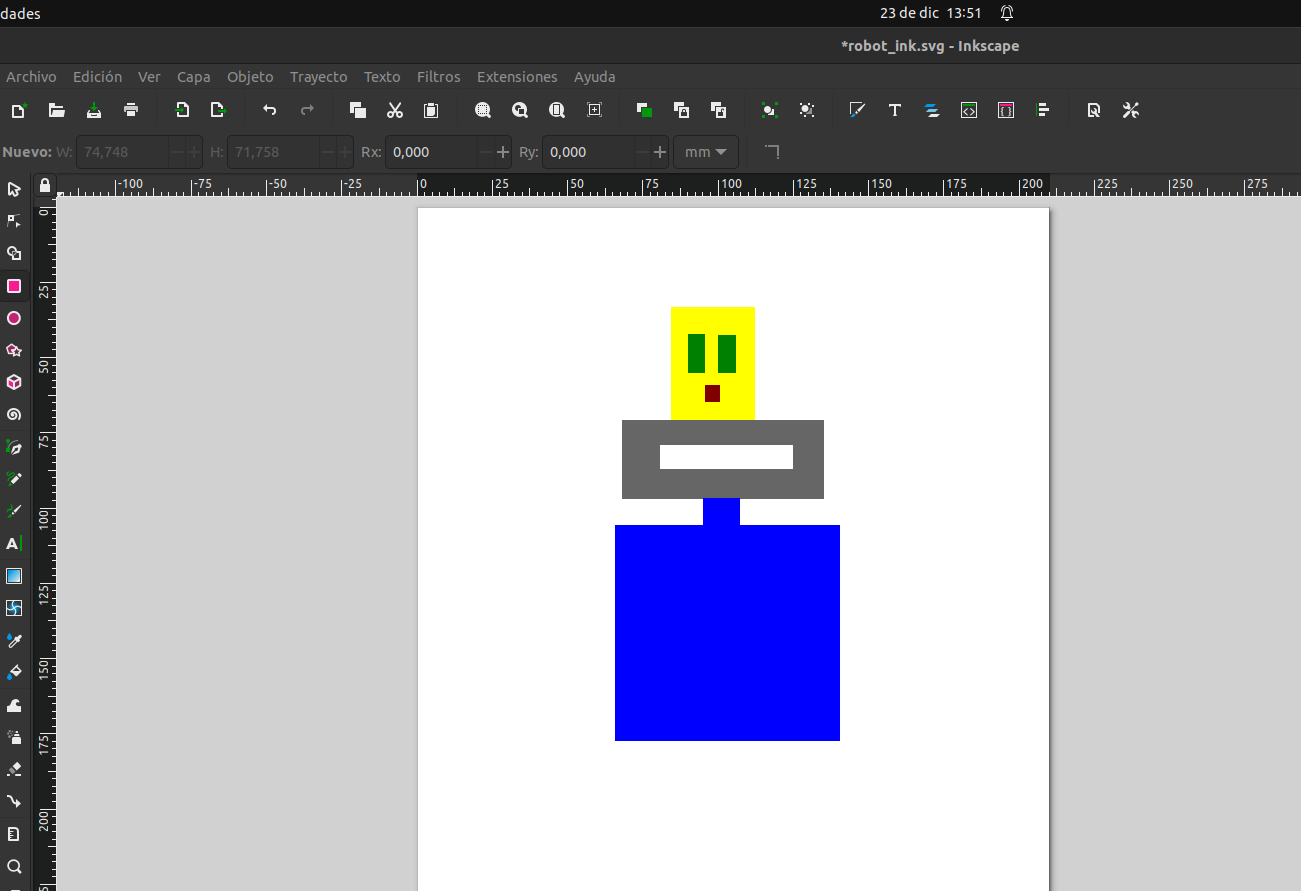 dades
23 de dic 13:51
*robot_ink.svg - Inkscape
Archivo Edición Ver Capa Objeto Trayecto Texto Filtros Extensiones Ayuda
Nuevo: W: 74,748 H: 71,758 Rx: 0,000 Ry: 0,000 mm
-100 -75 -50 -25 0 25 50 75 100 125 150 175 200 225 250 275
0
25
50
75
100
125
150
175
200